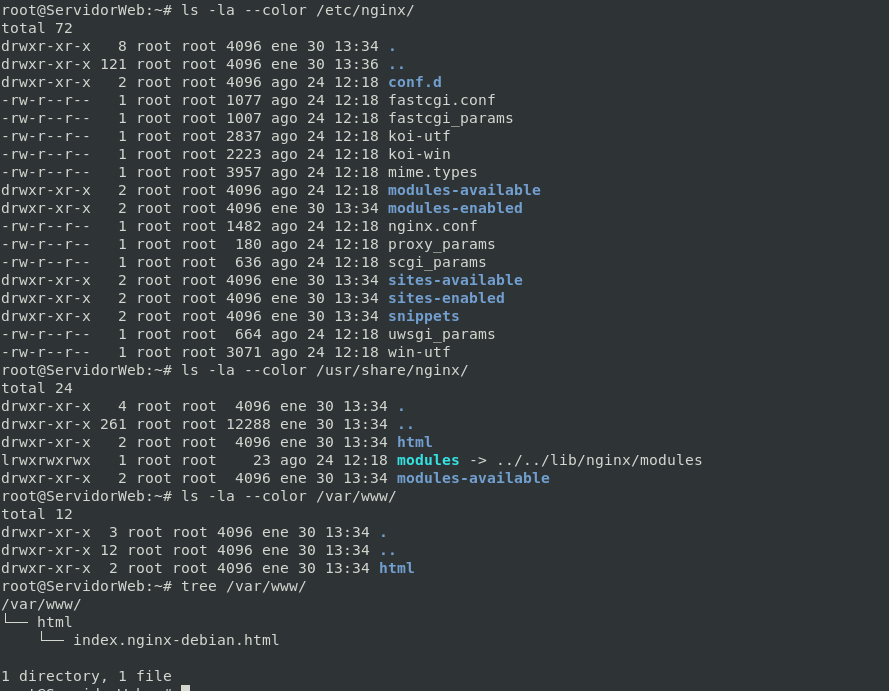 root@ServidorWeb:~# ls -la --color /etc/nginx/
total 72
drwxr-xr-x   8 root root 4096 ene 30 13:34 .
drwxr-xr-x 121 root root 4096 ene 30 13:36 ..
drwxr-xr-x   2 root root 4096 ago 24 12:18 conf.d
-rw-r--r--   1 root root 1077 ago 24 12:18 fastcgi.conf
-rw-r--r--   1 root root 1007 ago 24 12:18 fastcgi_params
-rw-r--r--   1 root root 2837 ago 24 12:18 koi-utf
-rw-r--r--   1 root root 2223 ago 24 12:18 koi-win
-rw-r--r--   1 root root 3957 ago 24 12:18 mime.types
drwxr-xr-x   2 root root 4096 ago 24 12:18 modules-available
drwxr-xr-x   2 root root 4096 ene 30 13:34 modules-enabled
-rw-r--r--   1 root root 1482 ago 24 12:18 nginx.conf
-rw-r--r--   1 root root  180 ago 24 12:18 proxy_params
-rw-r--r--   1 root root  636 ago 24 12:18 scgi_params
drwxr-xr-x   2 root root 4096 ene 30 13:34 sites-available
drwxr-xr-x   2 root root 4096 ene 30 13:34 sites-enabled
drwxr-xr-x   2 root root 4096 ene 30 13:34 snippets
-rw-r--r--   1 root root  664 ago 24 12:18 uwsgi_params
-rw-r--r--   1 root root 3071 ago 24 12:18 win-utf
root@ServidorWeb:~# ls -la --color /usr/share/nginx/
total 24
drwxr-xr-x   4 root root  4096 ene 30 13:34 .
drwxr-xr-x 261 root root 12288 ene 30 13:34 ..
drwxr-xr-x   2 root root  4096 ene 30 13:34 html
lrwxrwxrwx   1 root root    23 ago 24 12:18 modules -> ../../lib/nginx/modules
drwxr-xr-x   2 root root  4096 ene 30 13:34 modules-available
root@ServidorWeb:~# ls -la --color /var/www/
total 12
drwxr-xr-x  3 root root 4096 ene 30 13:34 .
drwxr-xr-x 12 root root 4096 ene 30 13:34 ..
drwxr-xr-x  2 root root 4096 ene 30 13:34 html
root@ServidorWeb:~# tree /var/www/
/var/www/
└── html
    └── index.nginx-debian.html
1 directory, 1 file
root@ServidorWeb:~#